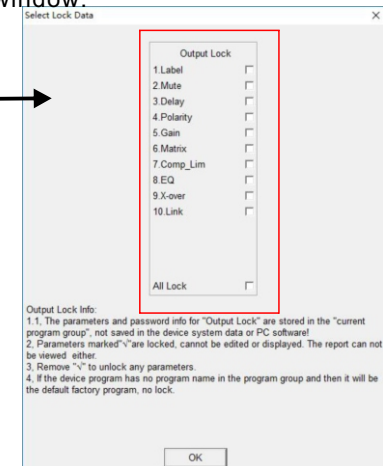 window.
Select Lock Data
Output Lock
1.Label
2.Mute
3.Delay
4.Polarity
5.Gain
6.Matrix
7.Comp_Lim
8.EQ
9.X-over
10.Link
All Lock
Output Lock Info:
1.1, The parameters and password info for "Output Lock" are stored in the "current
program group", not saved in the device system data or PC software!
2, Parameters marked"√"are locked, cannot be edited or displayed. The report can not
be viewed  either.
3, Remove "√" to unlock any parameters.
4, If the device program has no program name in the program group and then it will be
the default factory program, no lock.
OK